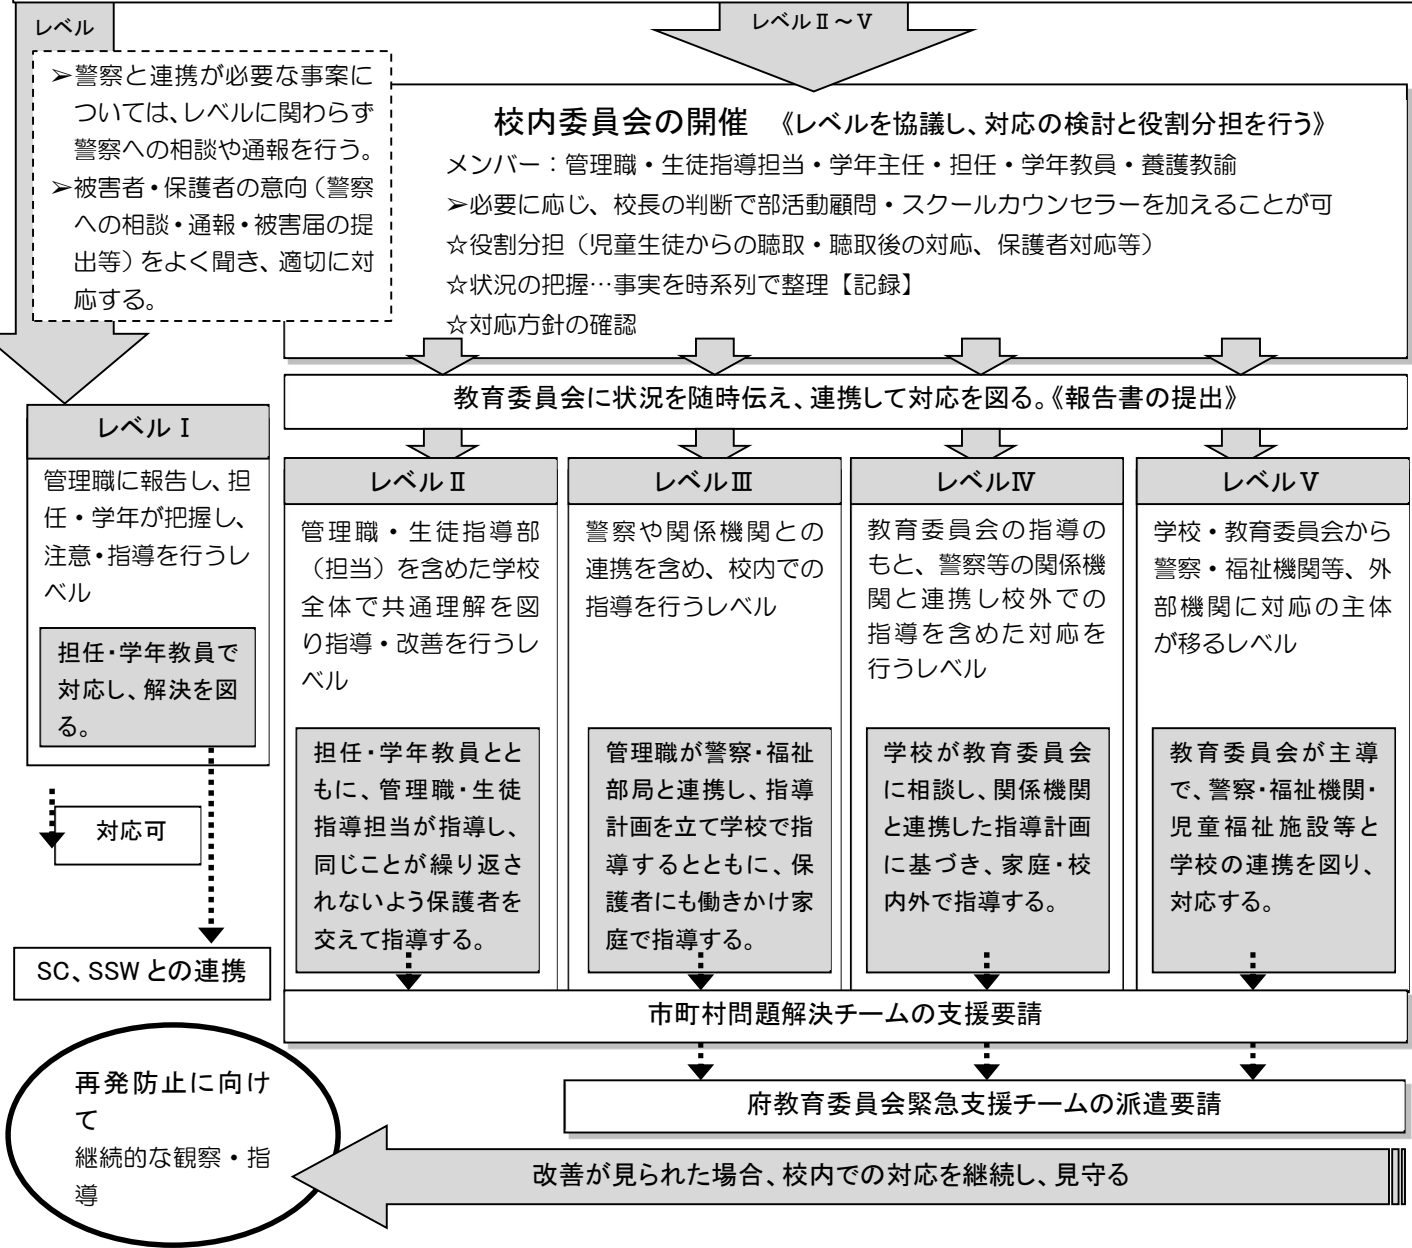 レベル
レベルⅡ～Ⅴ
➢警察と連携が必要な事案に
ついては、レベルに関わらず
警察への相談や通報を行う。
➢被害者・保護者の意向（警察
への相談・通報・被害届の提
出等）をよく聞き、適切に対
応する。
校内委員会の開催　《レベルを協議し、対応の検討と役割分担を行う》
メンバー：管理職・生徒指導担当・学年主任・担任・学年教員・養護教諭
➢必要に応じ、校長の判断で部活動顧問・スクールカウンセラーを加えることが可
☆役割分担（児童生徒からの聴取・聴取後の対応、保護者対応等）
☆状況の把握…事実を時系列で整理【記録】
☆対応方針の確認
教育委員会に状況を随時伝え、連携して対応を図る。《報告書の提出》
レベルⅠ
管理職に報告し、担
任・学年が把握し、
注意・指導を行うレ
ベル
担任・学年教員で
対応し、解決を図
る。
対応可
SC、SSWとの連携
レベルⅡ
管理職・生徒指導部
（担当）を含めた学校
全体で共通理解を図
り指導・改善を行うレ
ベル
担任・学年教員とと
もに、管理職・生徒
指導担当が指導し、
同じことが繰り返さ
れないよう保護者を
交えて指導する。
レベルⅢ
警察や関係機関との
連携を含め、校内での
指導を行うレベル
管理職が警察・福祉
部局と連携し、指導
計画を立て学校で指
導するとともに、保
護者にも働きかけ家
庭で指導する。
レベルⅣ
教育委員会の指導の
もと、警察等の関係機
関と連携し校外での
指導を含めた対応を
行うレベル
学校が教育委員会
に相談し、関係機関
と連携した指導計画
に基づき、家庭・校
内外で指導する。
レベルⅤ
学校・教育委員会から
警察・福祉機関等、外
部機関に対応の主体
が移るレベル
教育委員会が主導
で、警察・福祉機関・
児童福祉施設等と
学校の連携を図り、
対応する。
市町村問題解決チームの支援要請
府教育委員会緊急支援チームの派遣要請
再発防止に向け
て
継続的な観察・指
導
改善が見られた場合、校内での対応を継続し、見守る